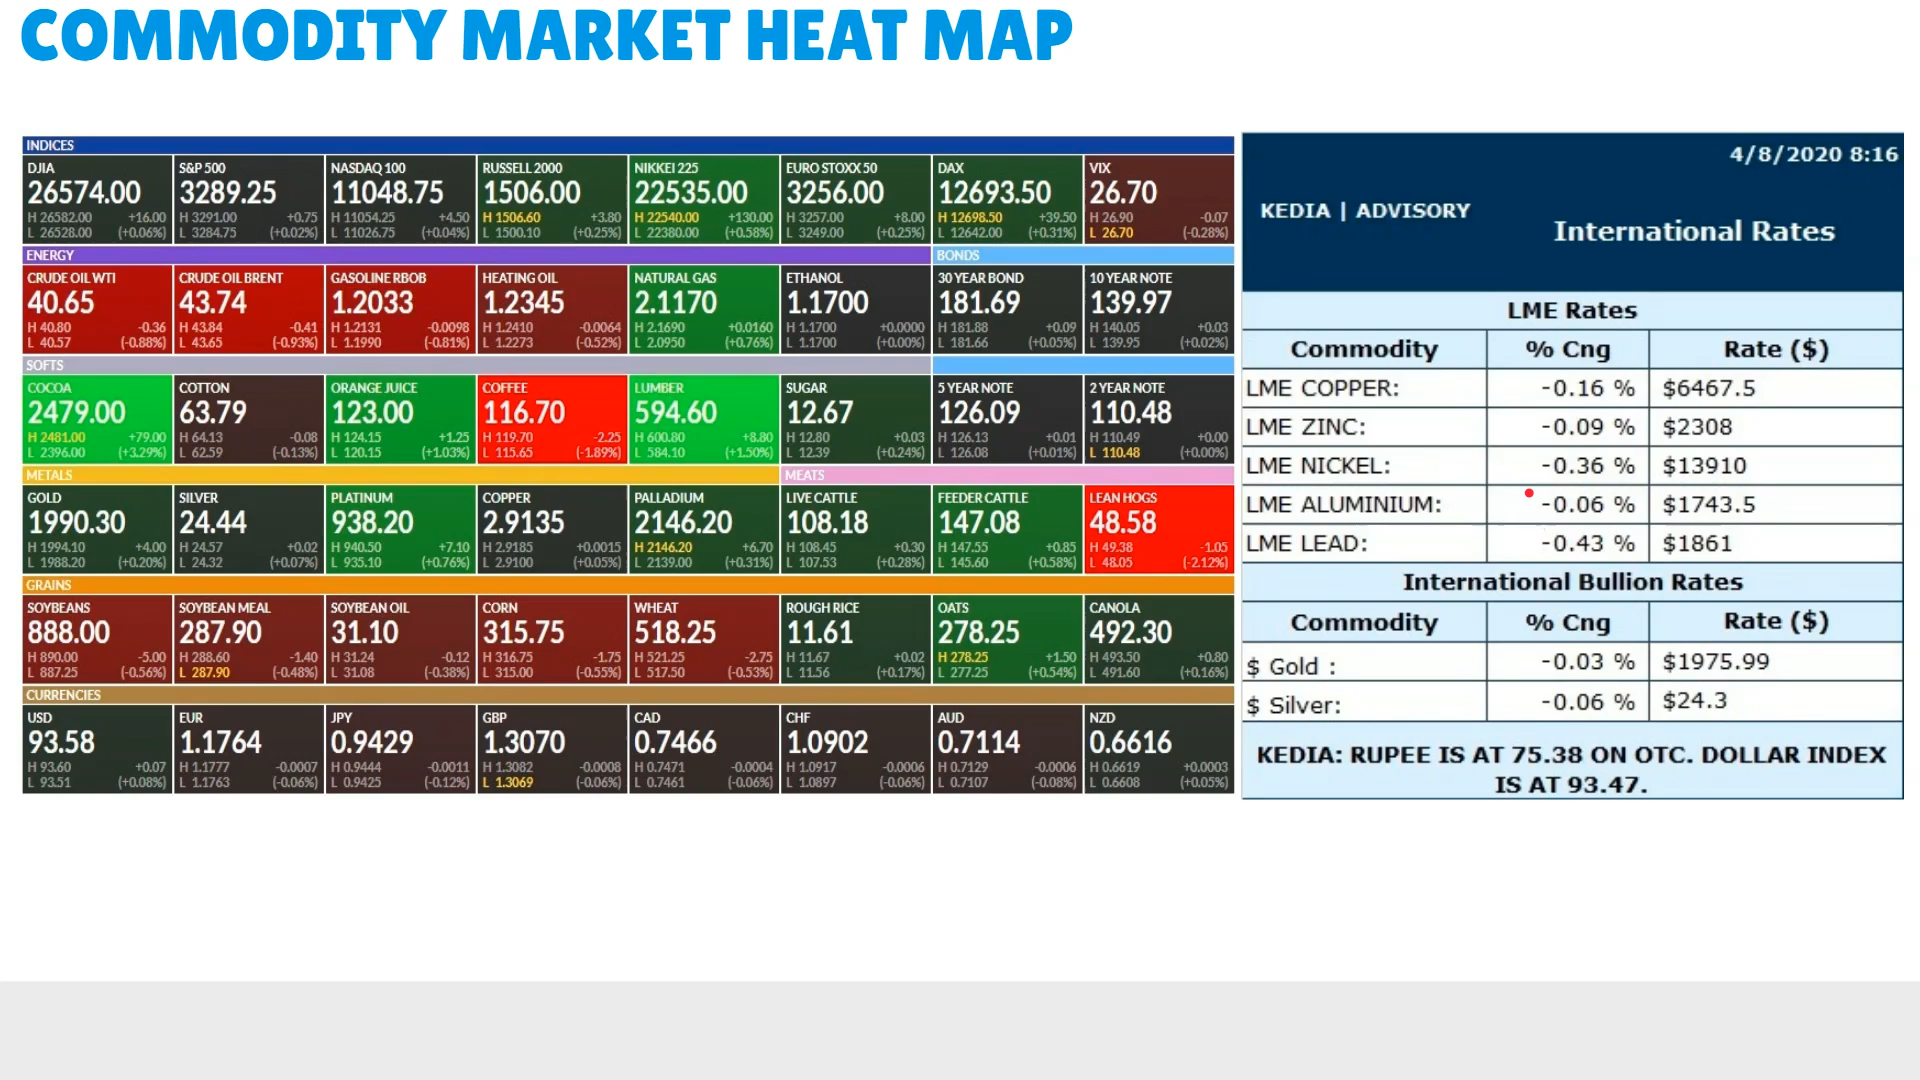 COMMODITY MARKET HEAT MAP
INDICES
DJIA
26574.00
H 26582.00 +16.00
L 26528.00 (+0.06%)
S&P 500
3289.25
H 3291.00 +0.75
L 3284.75 (+0.02%)
NASDAQ 100
11048.75
H 11054.25 +4.50
L 11026.75 (+0.04%)
RUSSELL 2000
1506.00
H 1506.60 +3.80
L 1500.10 (+0.25%)
NIKKEI 225
22535.00
H 22540.00 +130.00
L 22380.00 (+0.58%)
EURO STOXX 50
3256.00
H 3257.00 +8.00
L 3249.00 (+0.25%)
DAX
12693.50
H 12698.50 +39.50
L 12642.00 (+0.31%)
VIX
26.70
H 26.90 -0.07
L 26.70 (-0.28%)
ENERGY
CRUDE OIL WTI
40.65
H 40.80 -0.36
L 40.57 (-0.88%)
CRUDE OIL BRENT
43.74
H 43.84 -0.41
L 43.65 (-0.93%)
GASOLINE RBOB
1.2033
H 1.2131 -0.0098
L 1.1990 (-0.81%)
HEATING OIL
1.2345
H 1.2410 -0.0064
L 1.2273 (-0.52%)
NATURAL GAS
2.1170
H 2.1690 +0.0160
L 2.0950 (+0.76%)
ETHANOL
1.1700
H 1.1700 +0.0000
L 1.1700 (+0.00%)
BONDS
30 YEAR BOND
181.69
H 181.88 +0.09
L 181.66 (+0.05%)
10 YEAR NOTE
139.97
H 140.05 +0.03
L 139.95 (+0.02%)
SOFTS
COCOA
2479.00
H 2481.00 +79.00
L 2396.00 (+3.29%)
COTTON
63.79
H 64.13 -0.08
L 62.59 (-0.13%)
ORANGE JUICE
123.00
H 124.15 +1.25
L 120.15 (+1.03%)
COFFEE
116.70
H 119.70 -2.25
L 115.65 (-1.89%)
LUMBER
594.60
H 600.80 +8.80
L 584.10 (+1.50%)
SUGAR
12.67
H 12.80 +0.03
L 12.39 (+0.24%)
5 YEAR NOTE
126.09
H 126.13 +0.01
L 126.08 (+0.01%)
2 YEAR NOTE
110.48
H 110.49 +0.00
L 110.48 (+0.00%)
METALS
GOLD
1990.30
H 1994.10 +4.00
L 1988.20 (+0.20%)
SILVER
24.44
H 24.57 +0.02
L 24.32 (+0.07%)
PLATINUM
938.20
H 940.50 +7.10
L 935.10 (+0.76%)
COPPER
2.9135
H 2.9185 +0.0015
L 2.9100 (+0.05%)
PALLADIUM
2146.20
H 2146.20 +6.70
L 2139.00 (+0.31%)
MEATS
LIVE CATTLE
108.18
H 108.45 +0.30
L 107.53 (+0.28%)
FEEDER CATTLE
147.08
H 147.55 +0.85
L 145.60 (+0.58%)
LEAN HOGS
48.58
H 49.38 -1.05
L 48.05 (-2.12%)
GRAINS
SOYBEANS
888.00
H 890.00 -5.00
L 887.25 (-0.56%)
SOYBEAN MEAL
287.90
H 288.60 -1.40
L 287.90 (-0.48%)
SOYBEAN OIL
31.10
H 31.24 -0.12
L 31.08 (-0.38%)
CORN
315.75
H 316.75 -1.75
L 315.00 (-0.55%)
WHEAT
518.25
H 521.25 -2.75
L 517.50 (-0.53%)
ROUGH RICE
11.61
H 11.67 +0.02
L 11.56 (+0.17%)
OATS
278.25
H 278.25 +1.50
L 277.25 (+0.54%)
CANOLA
492.30
H 493.50 +0.80
L 491.60 (+0.16%)
CURRENCIES
USD
93.58
H 93.60 +0.07
L 93.51 (+0.08%)
EUR
1.1764
H 1.1777 -0.0007
L 1.1763 (-0.06%)
JPY
0.9429
H 0.9444 -0.0011
L 0.9425 (-0.12%)
GBP
1.3070
H 1.3082 -0.0008
L 1.3069 (-0.06%)
CAD
0.7466
H 0.7471 -0.0004
L 0.7461 (-0.06%)
CHF
1.0902
H 1.0917 -0.0006
L 1.0897 (-0.06%)
AUD
0.7114
H 0.7129 -0.0006
L 0.7107 (-0.08%)
NZD
0.6616
H 0.6619 +0.0003
L 0.6608 (+0.05%)
4/8/2020 8:16
KEDIA | ADVISORY
International Rates
LME Rates
Commodity % Cng Rate ($)
LME COPPER: -0.16 % $6467.5
LME ZINC: -0.09 % $2308
LME NICKEL: -0.36 % $13910
LME ALUMINIUM: -0.06 % $1743.5
LME LEAD: -0.43 % $1861
International Bullion Rates
Commodity % Cng Rate ($)
$ Gold : -0.03 % $1975.99
$ Silver: -0.06 % $24.3
KEDIA: RUPEE IS AT 75.38 ON OTC. DOLLAR INDEX
IS AT 93.47.